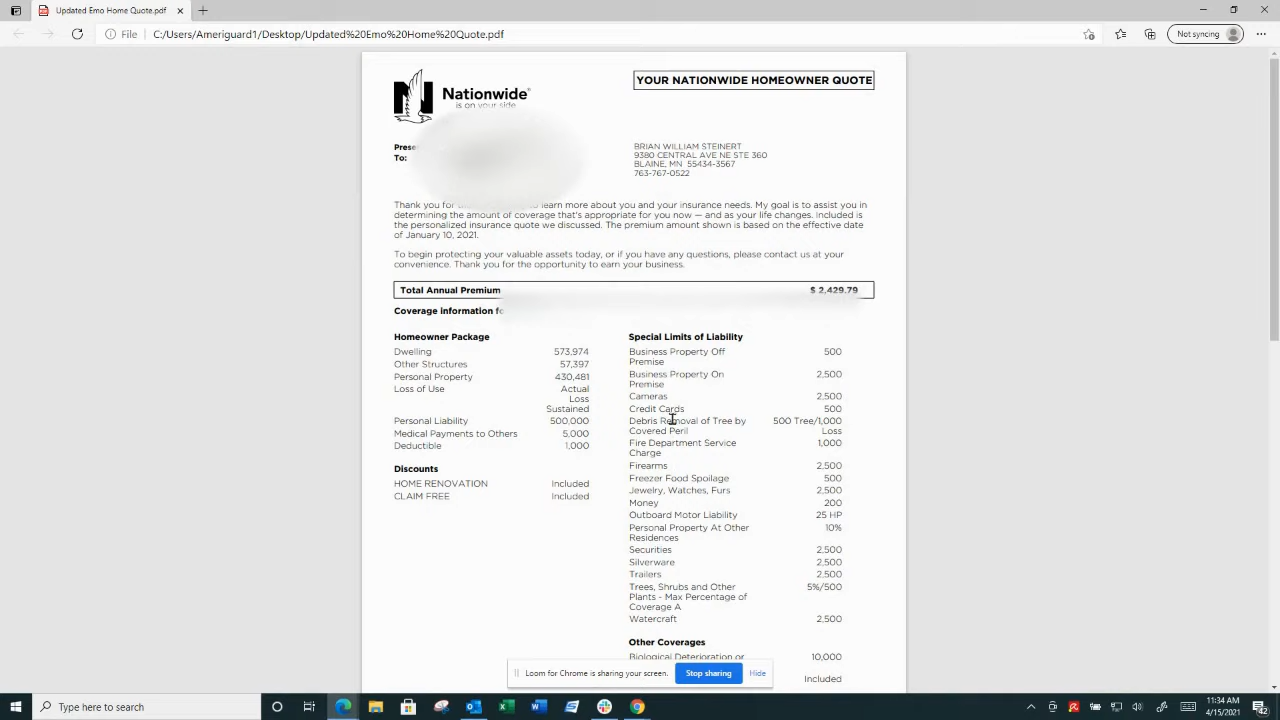 Updated Emo Home Quote.pdf
File
C:/Users/Ameriguard1/Desktop/Updated%20Emo%20Home%20Quote.pdf
Not syncing
Nationwide®
is on your side
YOUR NATIONWIDE HOMEOWNER QUOTE
To:
BRIAN WILLIAM STEINERT
9380 CENTRAL AVE NE STE 360
BLAINE, MN 55434-3567
763-767-0522
Thank you for learn more about you and your insurance needs. My goal is to assist you in
determining the amount of coverage that's appropriate for you now — and as your life changes. Included is
the personalized insurance quote we discussed. The premium amount shown is based on the effective date
of January 10, 2021.
To begin protecting your valuable assets today, or if you have any questions, please contact us at your
convenience. Thank you for the opportunity to earn your business.
Total Annual Premium $ 2,429.79
Coverage information
Homeowner Package
Dwelling 573,974
Other Structures 57,397
Personal Property 430,481
Loss of Use Actual
Loss
Sustained
Personal Liability 500,000
Medical Payments to Others 5,000
Deductible 1,000
Discounts
HOME RENOVATION Included
CLAIM FREE Included
Special Limits of Liability
Business Property Off 500
Premise
Business Property On 2,500
Premise
Cameras 2,500
Credit Cards 500
Debris Removal of Tree by 500 Tree/1,000
Covered Peril Loss
Fire Department Service 1,000
Charge
Firearms 2,500
Freezer Food Spoilage 500
Jewelry, Watches, Furs 2,500
Money 200
Outboard Motor Liability 25 HP
Personal Property At Other 10%
Residences
Securities 2,500
Silverware 2,500
Trailers 2,500
Trees, Shrubs and Other 5%/500
Plants - Max Percentage of
Coverage A
Watercraft 2,500
Other Coverages
Biological Deterioration or 10,000
Included
Loom for Chrome is sharing your screen.
Stop sharing
Hide
Type here to search
11:34 AM
4/15/2021